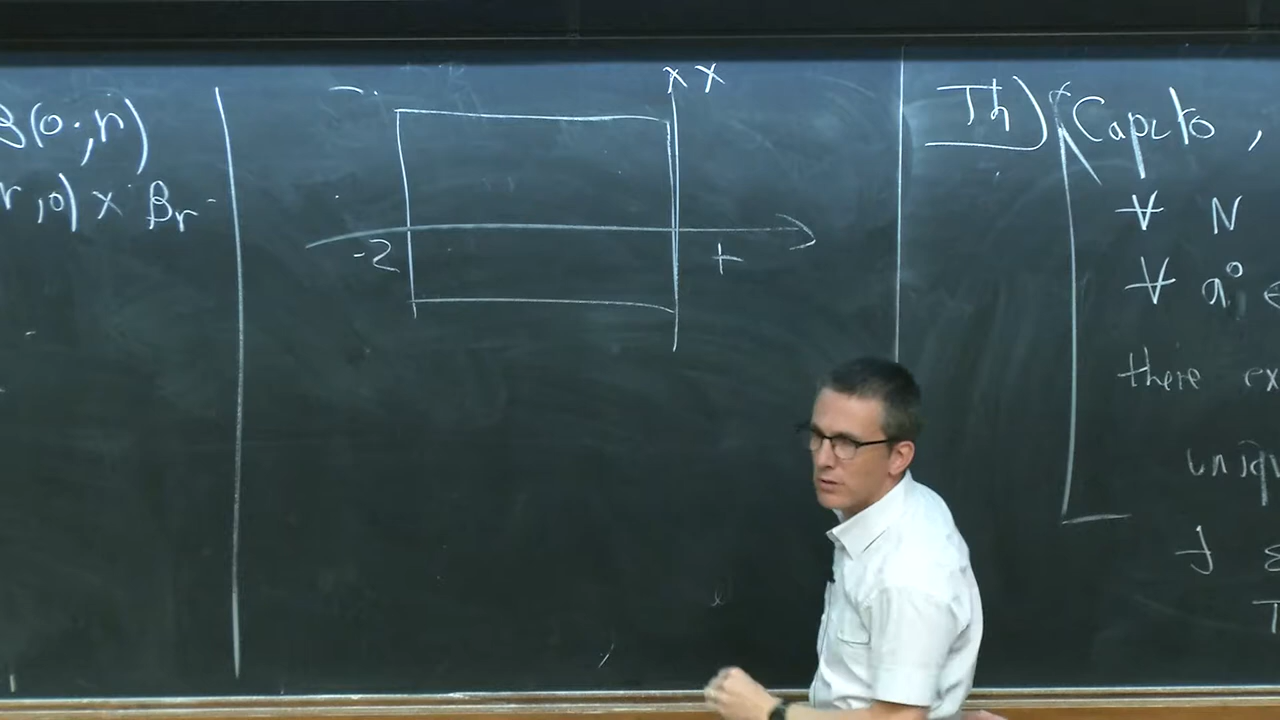 B(0;r)
r,0) × Br
x x
-2
+
Th) (Caputo,
∀ N
∀ a°
there ex
uniqu